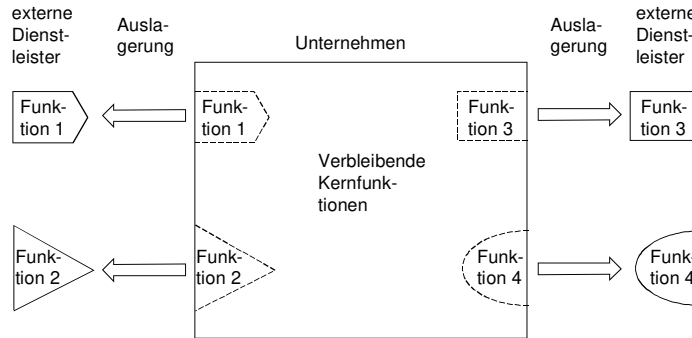 externe
Dienst-
leister
Ausla-
gerung
Unternehmen
Ausla-
gerung
externe
Dienst-
leister
Funk-
tion 1
Funk-
tion 1
Funk-
tion 3
Funk-
tion 3
Verbleibende
Kernfunk-
tionen
Funk-
tion 2
Funk-
tion 2
Funk-
tion 4
Funk-
tion 4